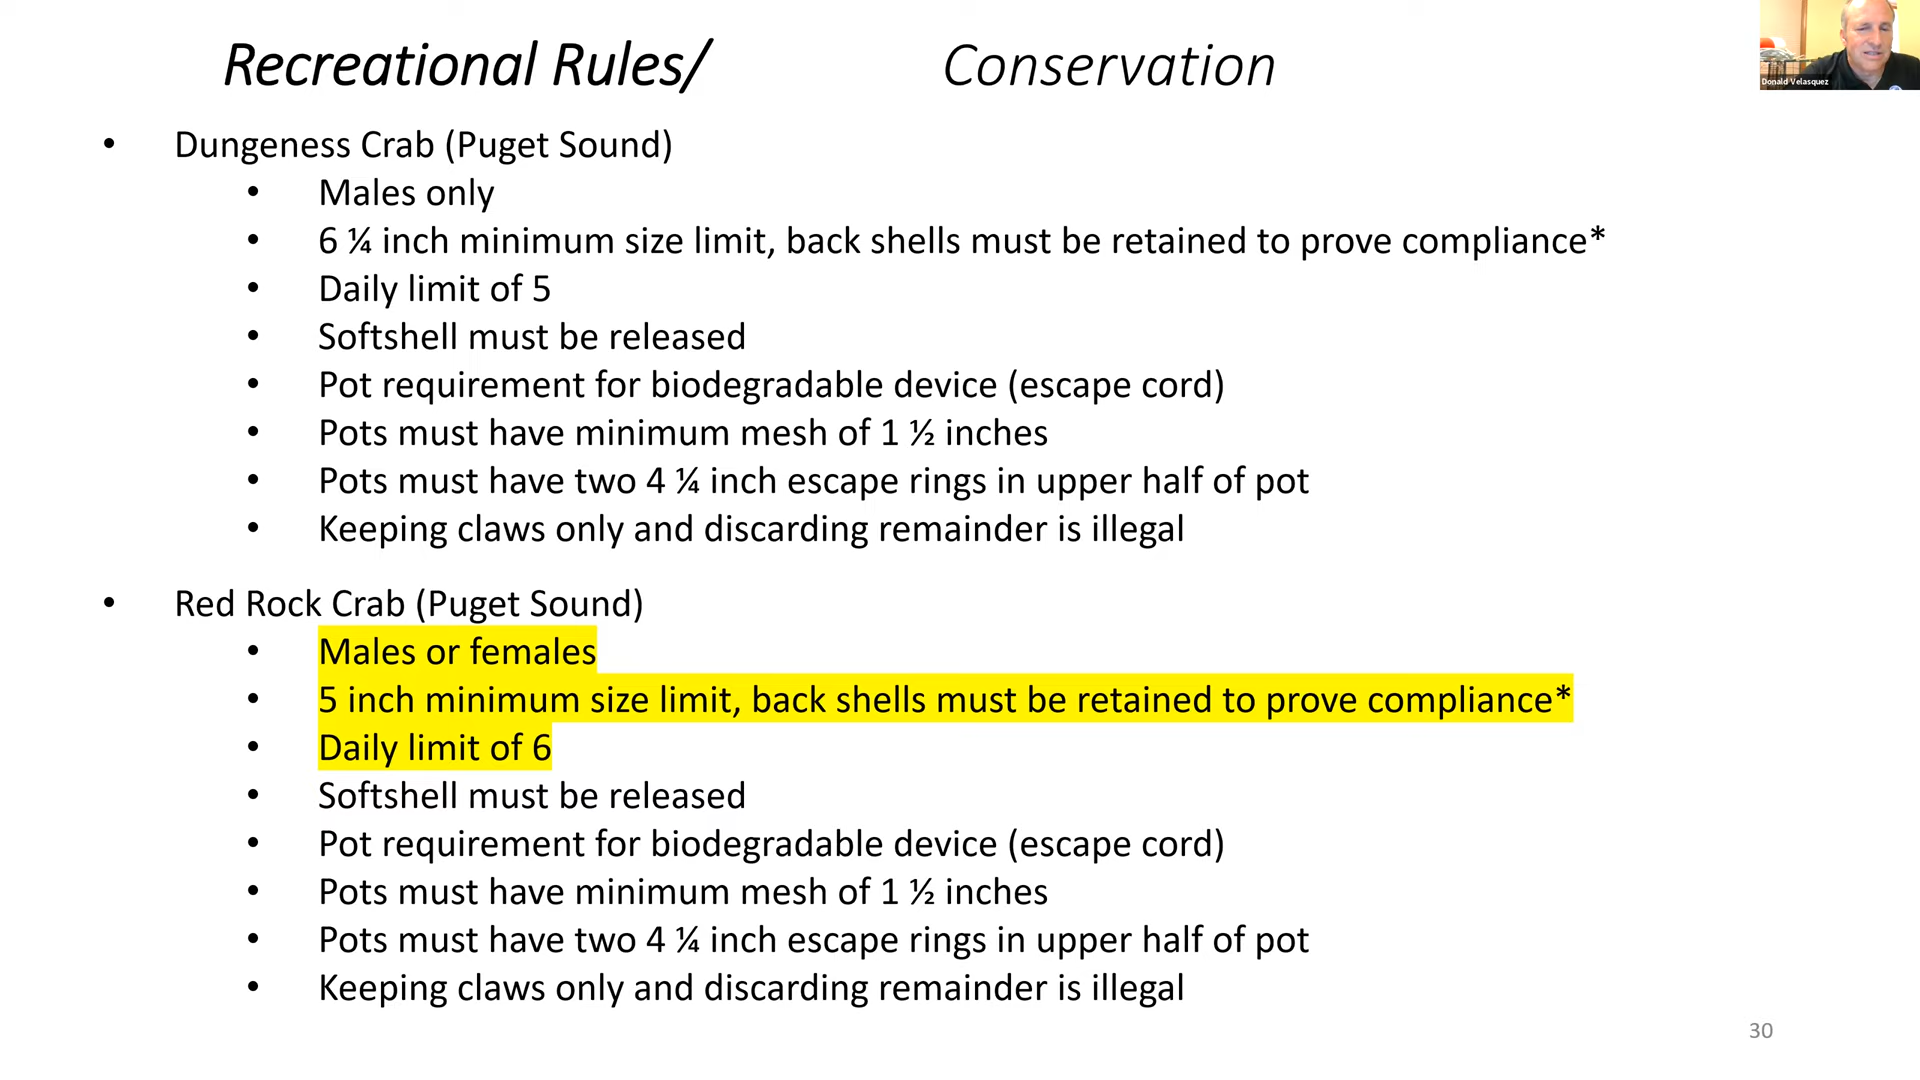 Recreational Rules/ Conservation
Donald Velasquez
• Dungeness Crab (Puget Sound)
• Males only
• 6 ¼ inch minimum size limit, back shells must be retained to prove compliance*
• Daily limit of 5
• Softshell must be released
• Pot requirement for biodegradable device (escape cord)
• Pots must have minimum mesh of 1 ½ inches
• Pots must have two 4 ¼ inch escape rings in upper half of pot
• Keeping claws only and discarding remainder is illegal
• Red Rock Crab (Puget Sound)
• Males or females
• 5 inch minimum size limit, back shells must be retained to prove compliance*
• Daily limit of 6
• Softshell must be released
• Pot requirement for biodegradable device (escape cord)
• Pots must have minimum mesh of 1 ½ inches
• Pots must have two 4 ¼ inch escape rings in upper half of pot
• Keeping claws only and discarding remainder is illegal
30